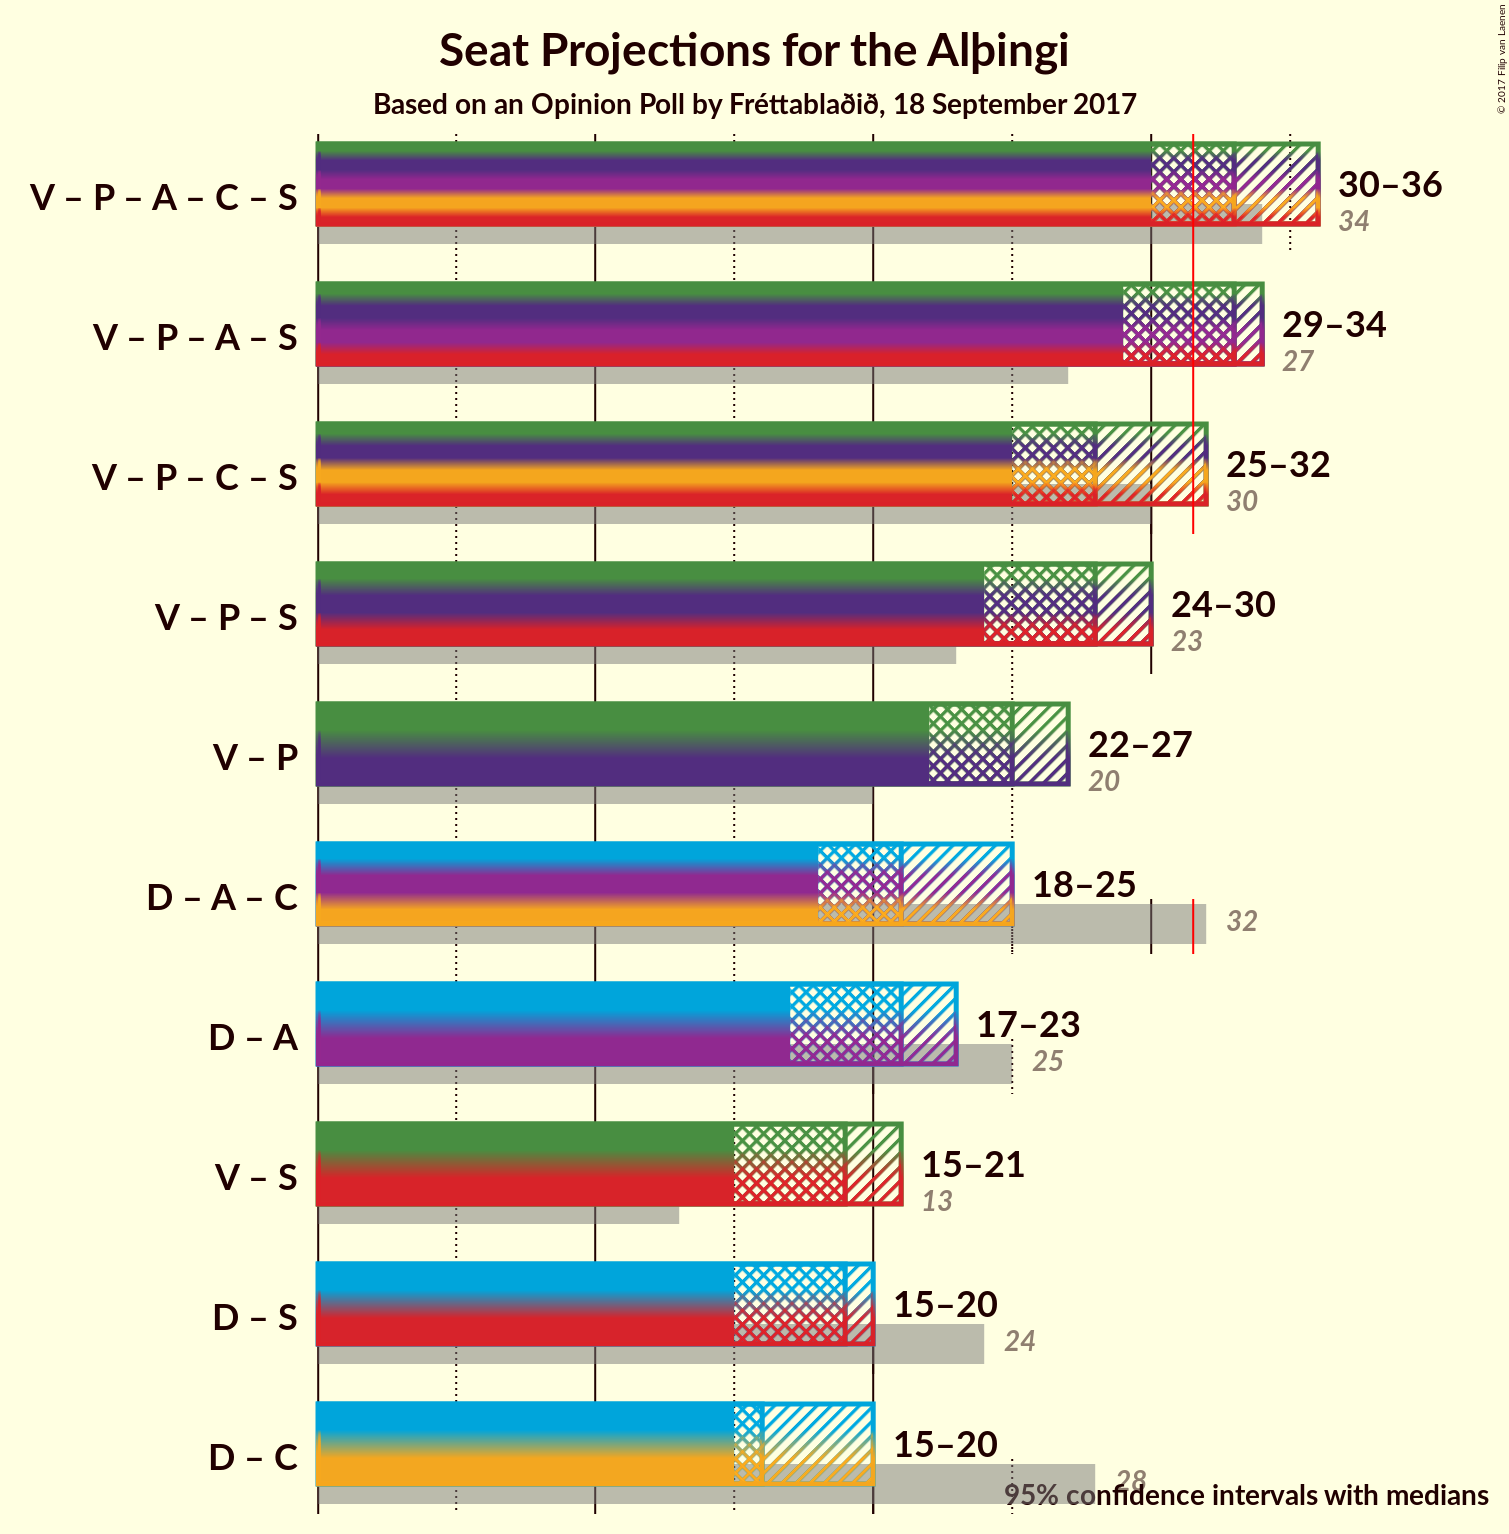 Seat Projections for the Alþingi
Based on an Opinion Poll by Fréttablaðið, 18 September 2017
© 2017 Filip van Laenen
V – P – A – C – S
30–36
34
V – P – A – S
29–34
27
V – P – C – S
25–32
30
V – P – S
24–30
23
V – P
22–27
20
D – A – C
18–25
32
D – A
17–23
25
V – S
15–21
13
D – S
15–20
24
D – C
15–20
28
95% confidence intervals with medians